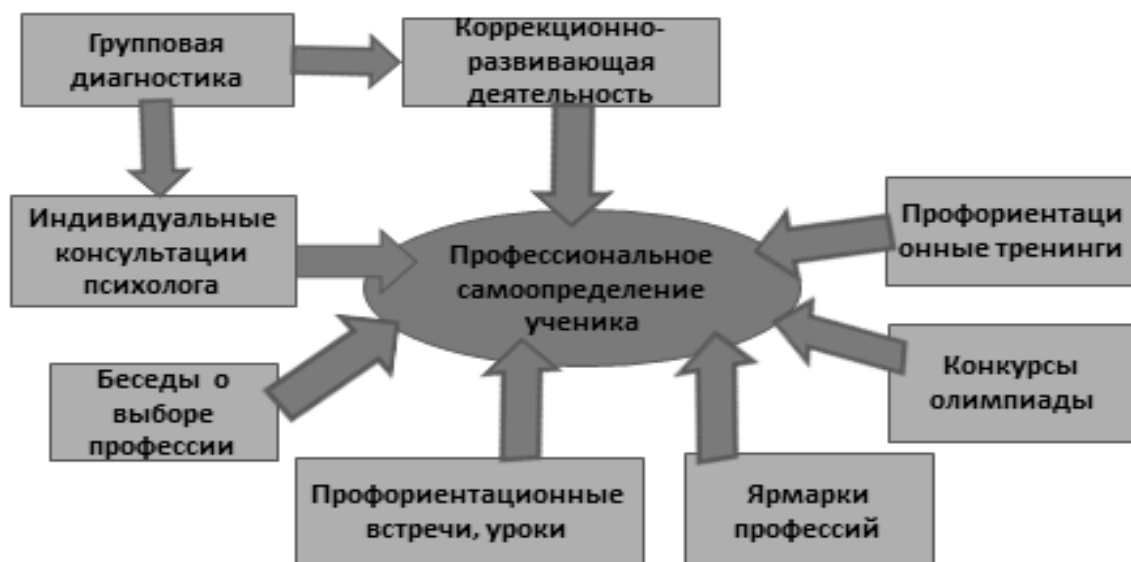 Групповая
диагностика
Коррекционно-
развивающая
деятельность
Индивидуальные
консультации
психолога
Профессиональное
самоопределение
ученика
Профориентаци
онные тренинги
Беседы о
выборе
профессии
Конкурсы
олимпиады
Профориентационные
встречи, уроки
Ярмарки
профессий